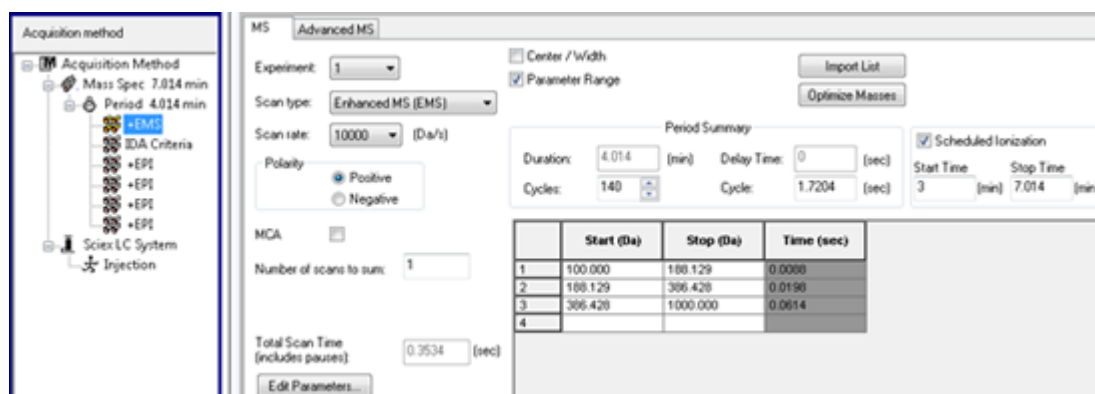 Acquisition method
Acquisition Method
Mass Spec 7.014 min
Period 4.014 min
+EMS
IDA Criteria
+EPI
+EPI
+EPI
+EPI
Sciex LC System
Injection
MS Advanced MS
Experiment: 1
Scan type: Enhanced MS (EMS)
Scan rate: 10000 (Da/s)
Polarity
Positive
Negative
MCA
Number of scans to sum: 1
Total Scan Time
(includes pauses): 0.3534 (sec)
Edit Parameters...
Center / Width
Parameter Range
Import List
Optimize Masses
Period Summary
Duration: 4.014 (min) Delay Time: 0 (sec)
Cycles: 140 Cycle: 1.7204 (sec)
Scheduled Ionization
Start Time Stop Time
3 (min) 7.014 (min
Start (Da) Stop (Da) Time (sec)
1 100.000 188.129 0.0088
2 188.129 386.428 0.0198
3 386.428 1000.000 0.0614
4